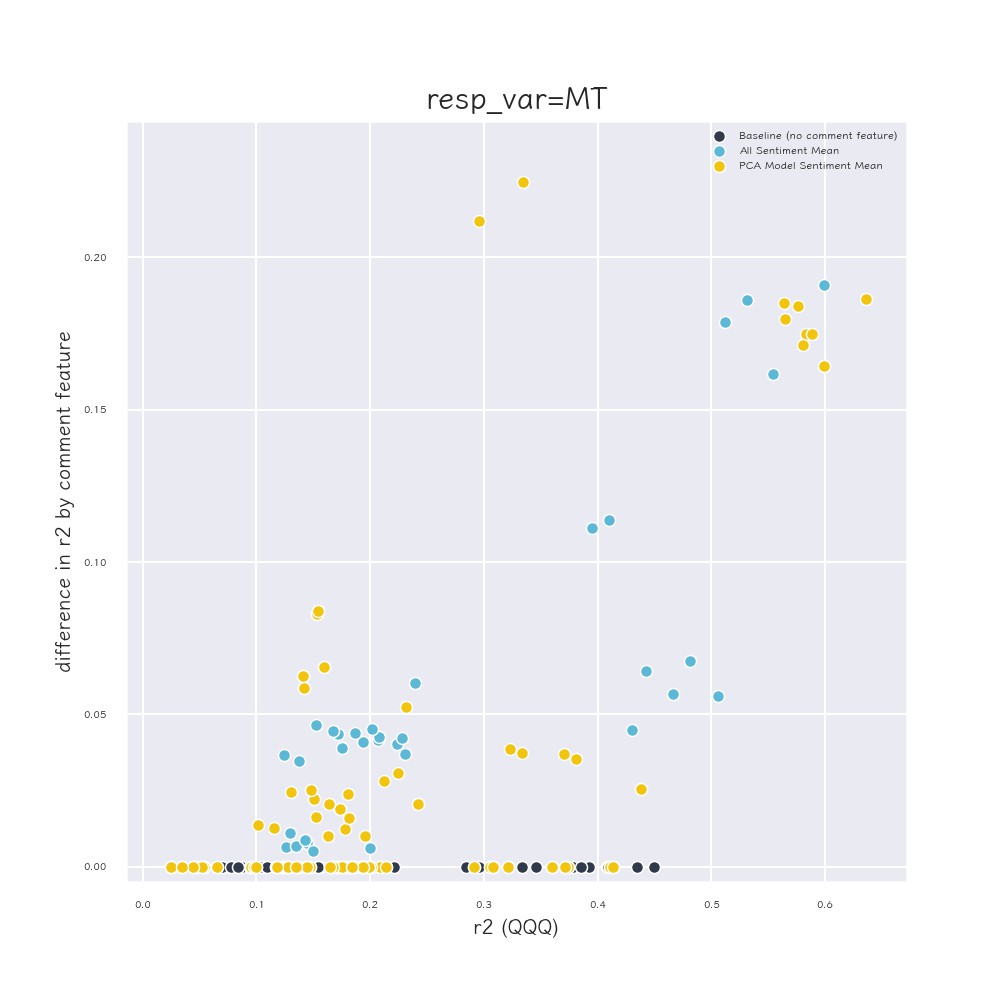 resp_var=MT
Baseline (no comment feature)
All Sentiment Mean
PCA Model Sentiment Mean
difference in r2 by comment feature
0.20
0.15
0.10
0.05
0.00
0.0 0.1 0.2 0.3 0.4 0.5 0.6
r2 (QQQ)